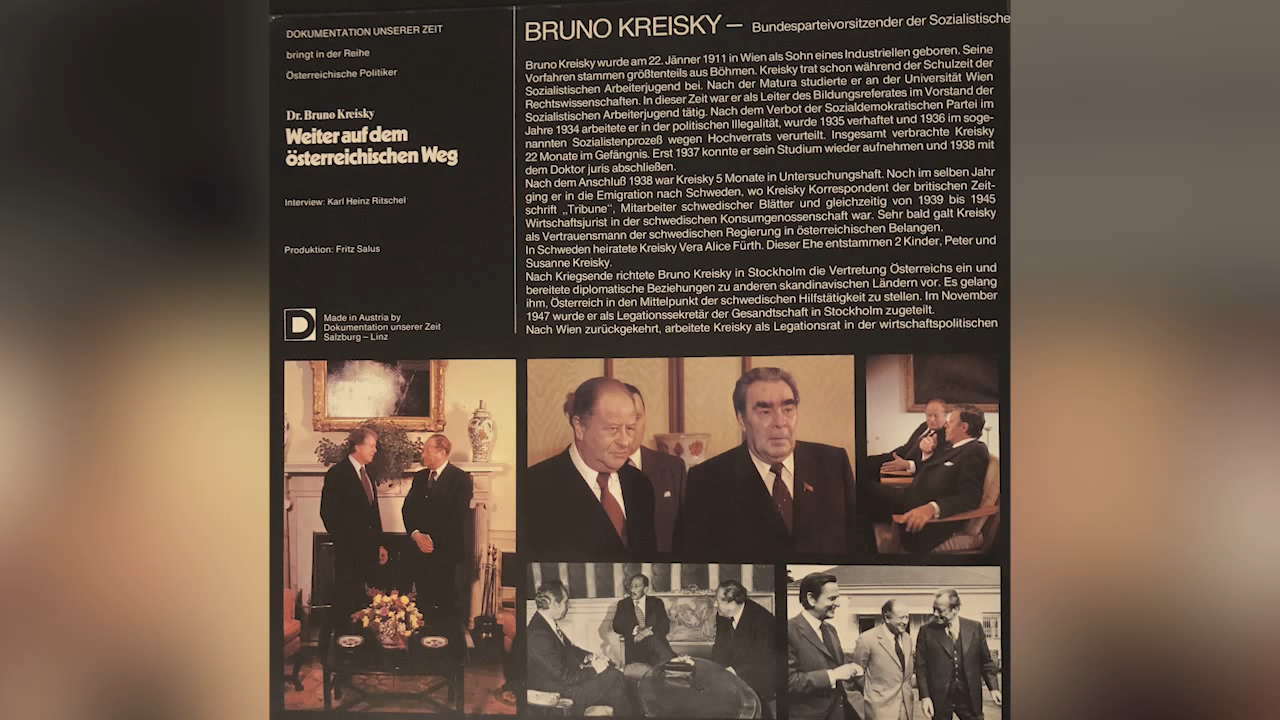 DOKUMENTATION UNSERER ZEIT
bringt in der Reihe
Österreichische Politiker
Dr. Bruno Kreisky
Weiter auf dem
österreichischen Weg
Interview: Karl Heinz Ritschel
Produktion: Fritz Salus
D
Made in Austria by
Dokumentation unserer Zeit
Salzburg – Linz
BRUNO KREISKY – Bundesparteivorsitzender der Sozialistische
Bruno Kreisky wurde am 22. Jänner 1911 in Wien als Sohn eines Industriellen geboren. Seine
Vorfahren stammen größtenteils aus Böhmen. Kreisky trat schon während der Schulzeit der
Sozialistischen Arbeiterjugend bei. Nach der Matura studierte er an der Universität Wien
Rechtswissenschaften. In dieser Zeit war er als Leiter des Bildungsreferates im Vorstand der
Sozialistischen Arbeiterjugend tätig. Nach dem Verbot der Sozialdemokratischen Partei im
Jahre 1934 arbeitete er in der politischen Illegalität, wurde 1935 verhaftet und 1936 im soge-
nannten Sozialistenprozeß wegen Hochverrats verurteilt. Insgesamt verbrachte Kreisky
22 Monate im Gefängnis. Erst 1937 konnte er sein Studium wieder aufnehmen und 1938 mit
dem Doktor juris abschließen.
Nach dem Anschluß 1938 war Kreisky 5 Monate in Untersuchungshaft. Noch im selben Jahr
ging er in die Emigration nach Schweden, wo Kreisky Korrespondent der britischen Zeit-
schrift „Tribune“, Mitarbeiter schwedischer Blätter und gleichzeitig von 1939 bis 1945
Wirtschaftsjurist in der schwedischen Konsumgenossenschaft war. Sehr bald galt Kreisky
als Vertrauensmann der schwedischen Regierung in österreichischen Belangen.
In Schweden heiratete Kreisky Vera Alice Fürth. Dieser Ehe entstammen 2 Kinder, Peter und
Susanne Kreisky.
Nach Kriegsende richtete Bruno Kreisky in Stockholm die Vertretung Österreichs ein und
bereitete diplomatische Beziehungen zu anderen skandinavischen Ländern vor. Es gelang
ihm, Österreich in den Mittelpunkt der schwedischen Hilfstätigkeit zu stellen. Im November
1947 wurde er als Legationssekretär der Gesandtschaft in Stockholm zugeteilt.
Nach Wien zurückgekehrt, arbeitete Kreisky als Legationsrat in der wirtschaftspolitischen